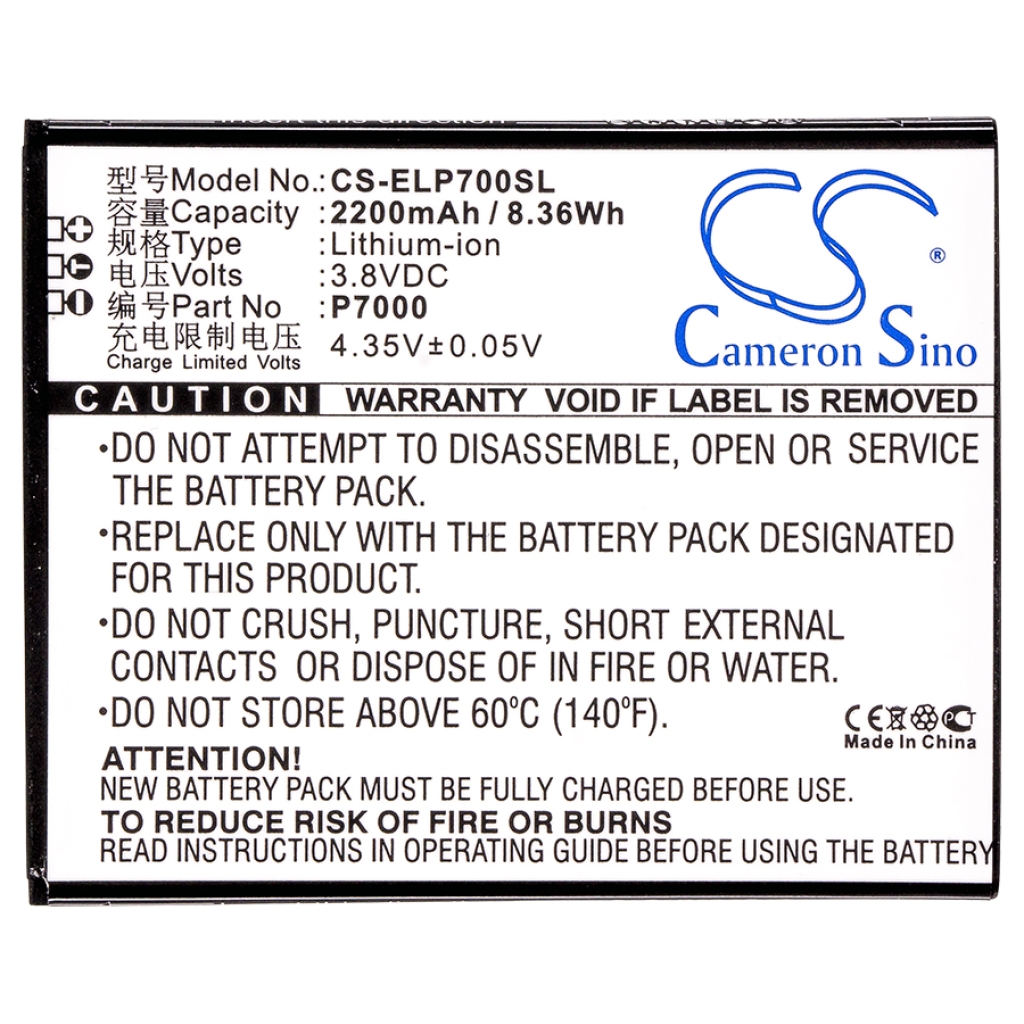 Insert this direction
型号Model No.: CS-ELP700SL
容量Capacity : 2200mAh / 8.36Wh
规格Type : Lithium-ion
电压Volts : 3.8VDC
编号Part No : P7000
充电限制电压 4.35V±0.05V
Charge Limited Volts
CS ®
Cameron Sino
CAUTION WARRANTY VOID IF LABEL IS REMOVED
•DO NOT ATTEMPT TO DISASSEMBLE, OPEN OR SERVICE
THE BATTERY PACK.
•REPLACE ONLY WITH THE BATTERY PACK DESIGNATED
FOR THIS PRODUCT.
•DO NOT CRUSH, PUNCTURE, SHORT EXTERNAL
CONTACTS OR DISPOSE OF IN FIRE OR WATER.
•DO NOT STORE ABOVE 60°C (140°F).
CE PCT
Made In China
ATTENTION!
NEW BATTERY PACK MUST BE FULLY CHARGED BEFORE USE.
TO REDUCE RISK OF FIRE OR BURNS
READ INSTRUCTIONS IN OPERATING GUIDE BEFORE USING THE BATTERY